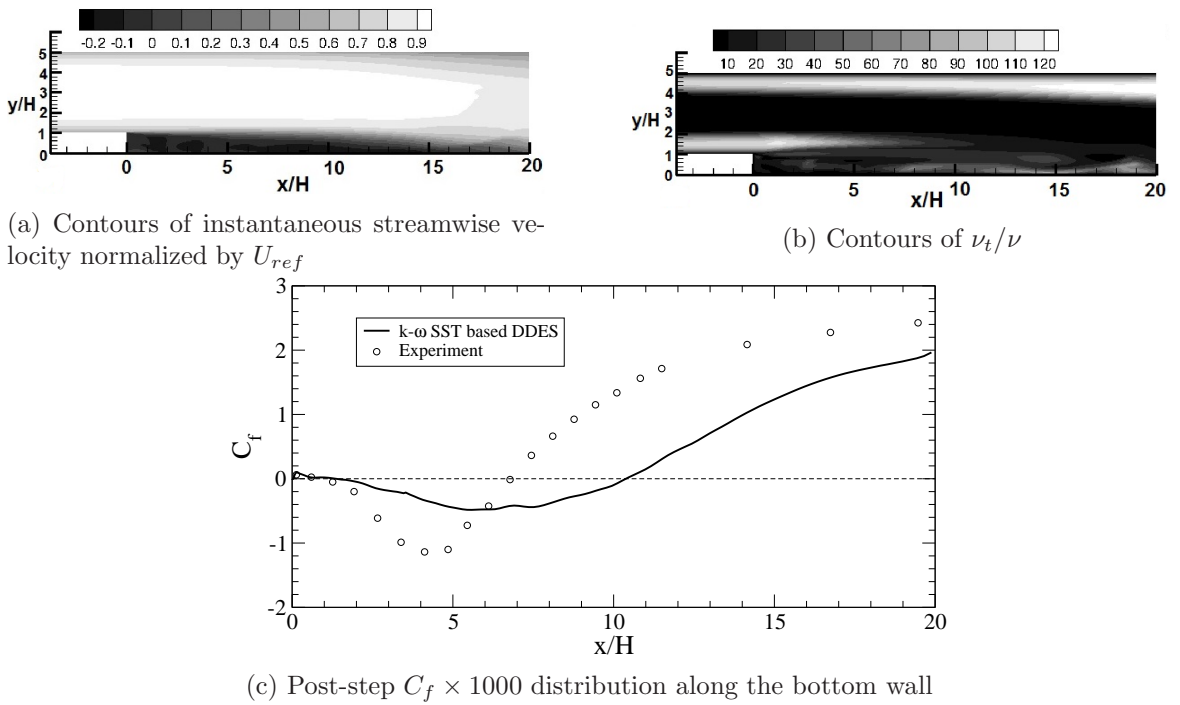 -0.2 -0.1 0 0.1 0.2 0.3 0.4 0.5 0.6 0.7 0.8 0.9
5
4
y/H 3
2
1
0
0 5 10 15 20
x/H
(a) Contours of instantaneous streamwise ve-
locity normalized by U_ref
10 20 30 40 50 60 70 80 90 100 110 120
5
4
y/H 3
2
1
0
0 5 10 15 20
x/H
(b) Contours of ν_t/ν
3
2
1
0
-1
-2
C_f
k-ω SST based DDES
Experiment
0 5 10 15 20
x/H
(c) Post-step C_f × 1000 distribution along the bottom wall